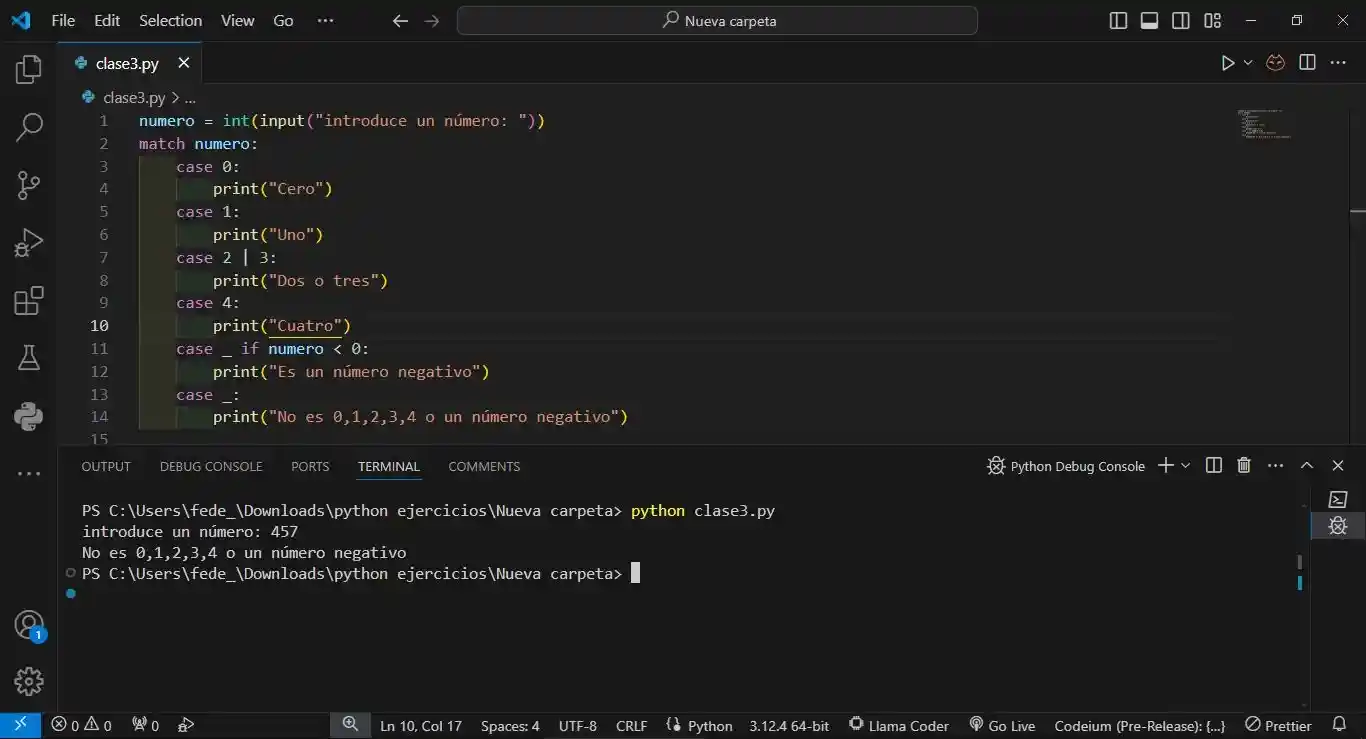 File Edit Selection View Go ··· Nueva carpeta
clase3.py
clase3.py > ...
1 numero = int(input("introduce un número: "))
2 match numero:
3 case 0:
4 print("Cero")
5 case 1:
6 print("Uno")
7 case 2 | 3:
8 print("Dos o tres")
9 case 4:
10 print("Cuatro")
11 case _ if numero < 0:
12 print("Es un número negativo")
13 case _:
14 print("No es 0,1,2,3,4 o un número negativo")
15
OUTPUT DEBUG CONSOLE PORTS TERMINAL COMMENTS Python Debug Console
PS C:\Users\fede_\Downloads\python ejercicios\Nueva carpeta> python clase3.py
introduce un número: 457
No es 0,1,2,3,4 o un número negativo
PS C:\Users\fede_\Downloads\python ejercicios\Nueva carpeta>
1
0 0 0 Ln 10, Col 17 Spaces: 4 UTF-8 CRLF Python 3.12.4 64-bit Llama Coder Go Live Codeium (Pre-Release): {...} Prettier